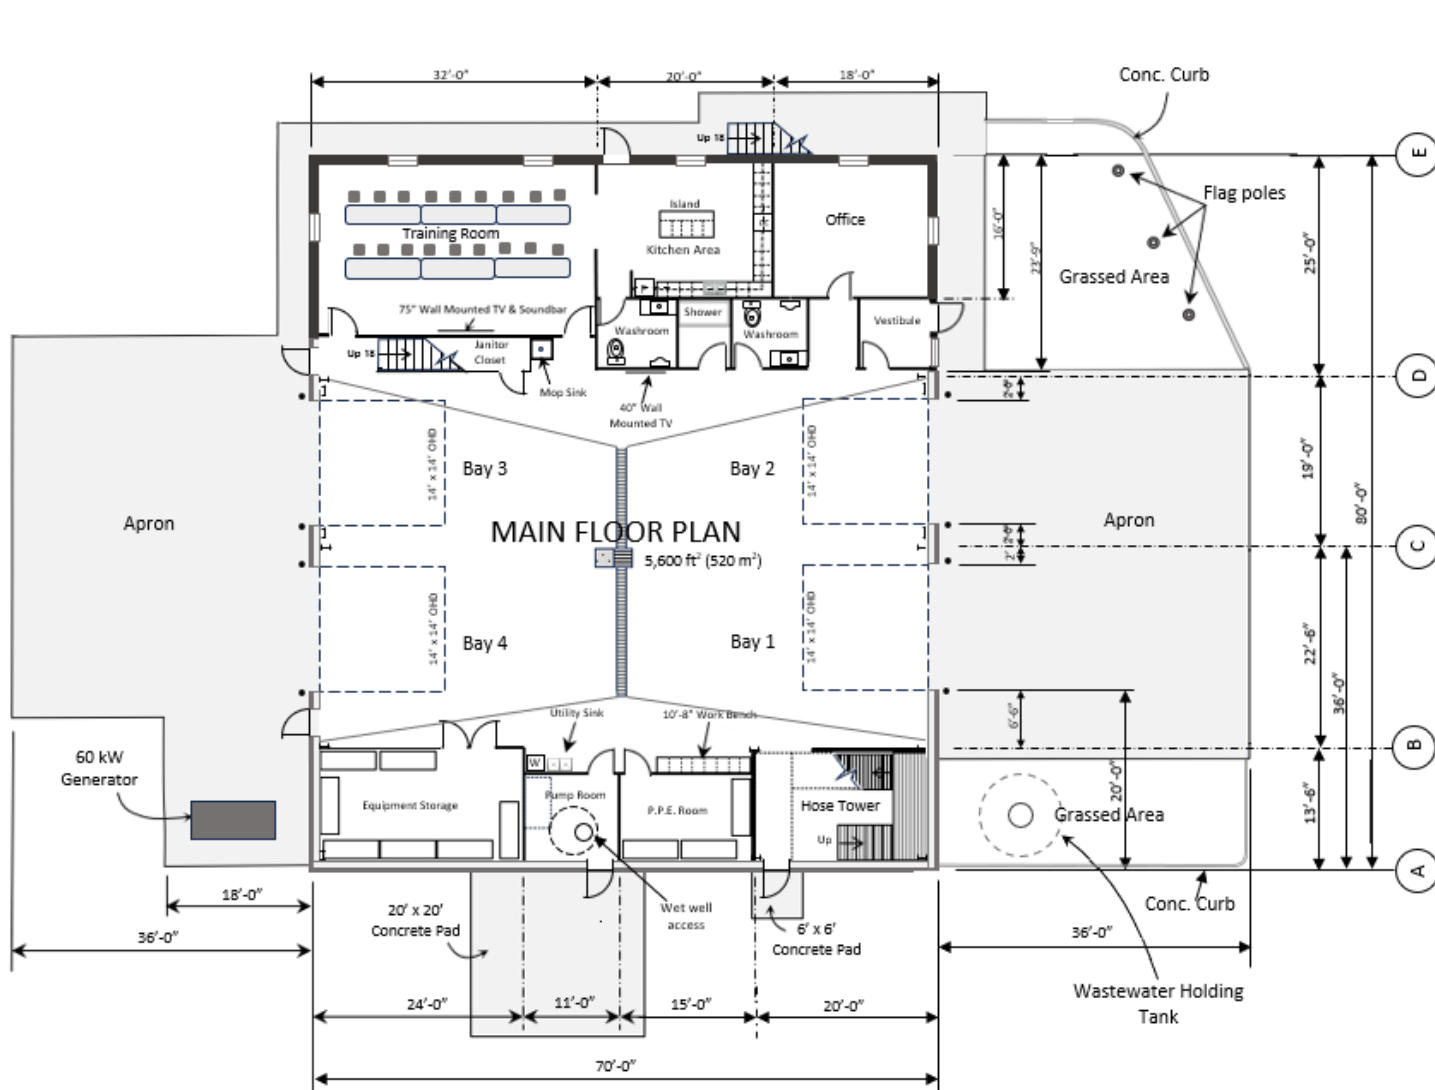 32'-0"
20'-0"
18'-0"
Conc. Curb
Up 18
E
Flag poles
Island
Training Room
Kitchen Area
Office
16'-0"
23'-9"
Grassed Area
25'-0"
75" Wall Mounted TV & Soundbar
Shower
Washroom
Washroom
Vestibule
Up 18
Janitor
Closet
Mop Sink
D
40" Wall
Mounted TV
14' x 14' OHD
Bay 3
Bay 2
14' x 14' OHD
19'-0"
80'-0"
Apron
MAIN FLOOR PLAN
Apron
C
5,600 ft² (520 m²)
14' x 14' OHD
Bay 4
Bay 1
14' x 14' OHD
22'-6"
36'-0"
Utility Sink
10'-8" Work Bench
6'-6"
B
60 kW
Generator
W
Equipment Storage
Pump Room
P.P.E. Room
Hose Tower
Up
20'-0"
Grassed Area
13'-6"
A
18'-0"
20' x 20'
Concrete Pad
Wet well
access
6' x 6'
Concrete Pad
Conc. Curb
36'-0"
36'-0"
Wastewater Holding
Tank
24'-0"
11'-0"
15'-0"
20'-0"
70'-0"